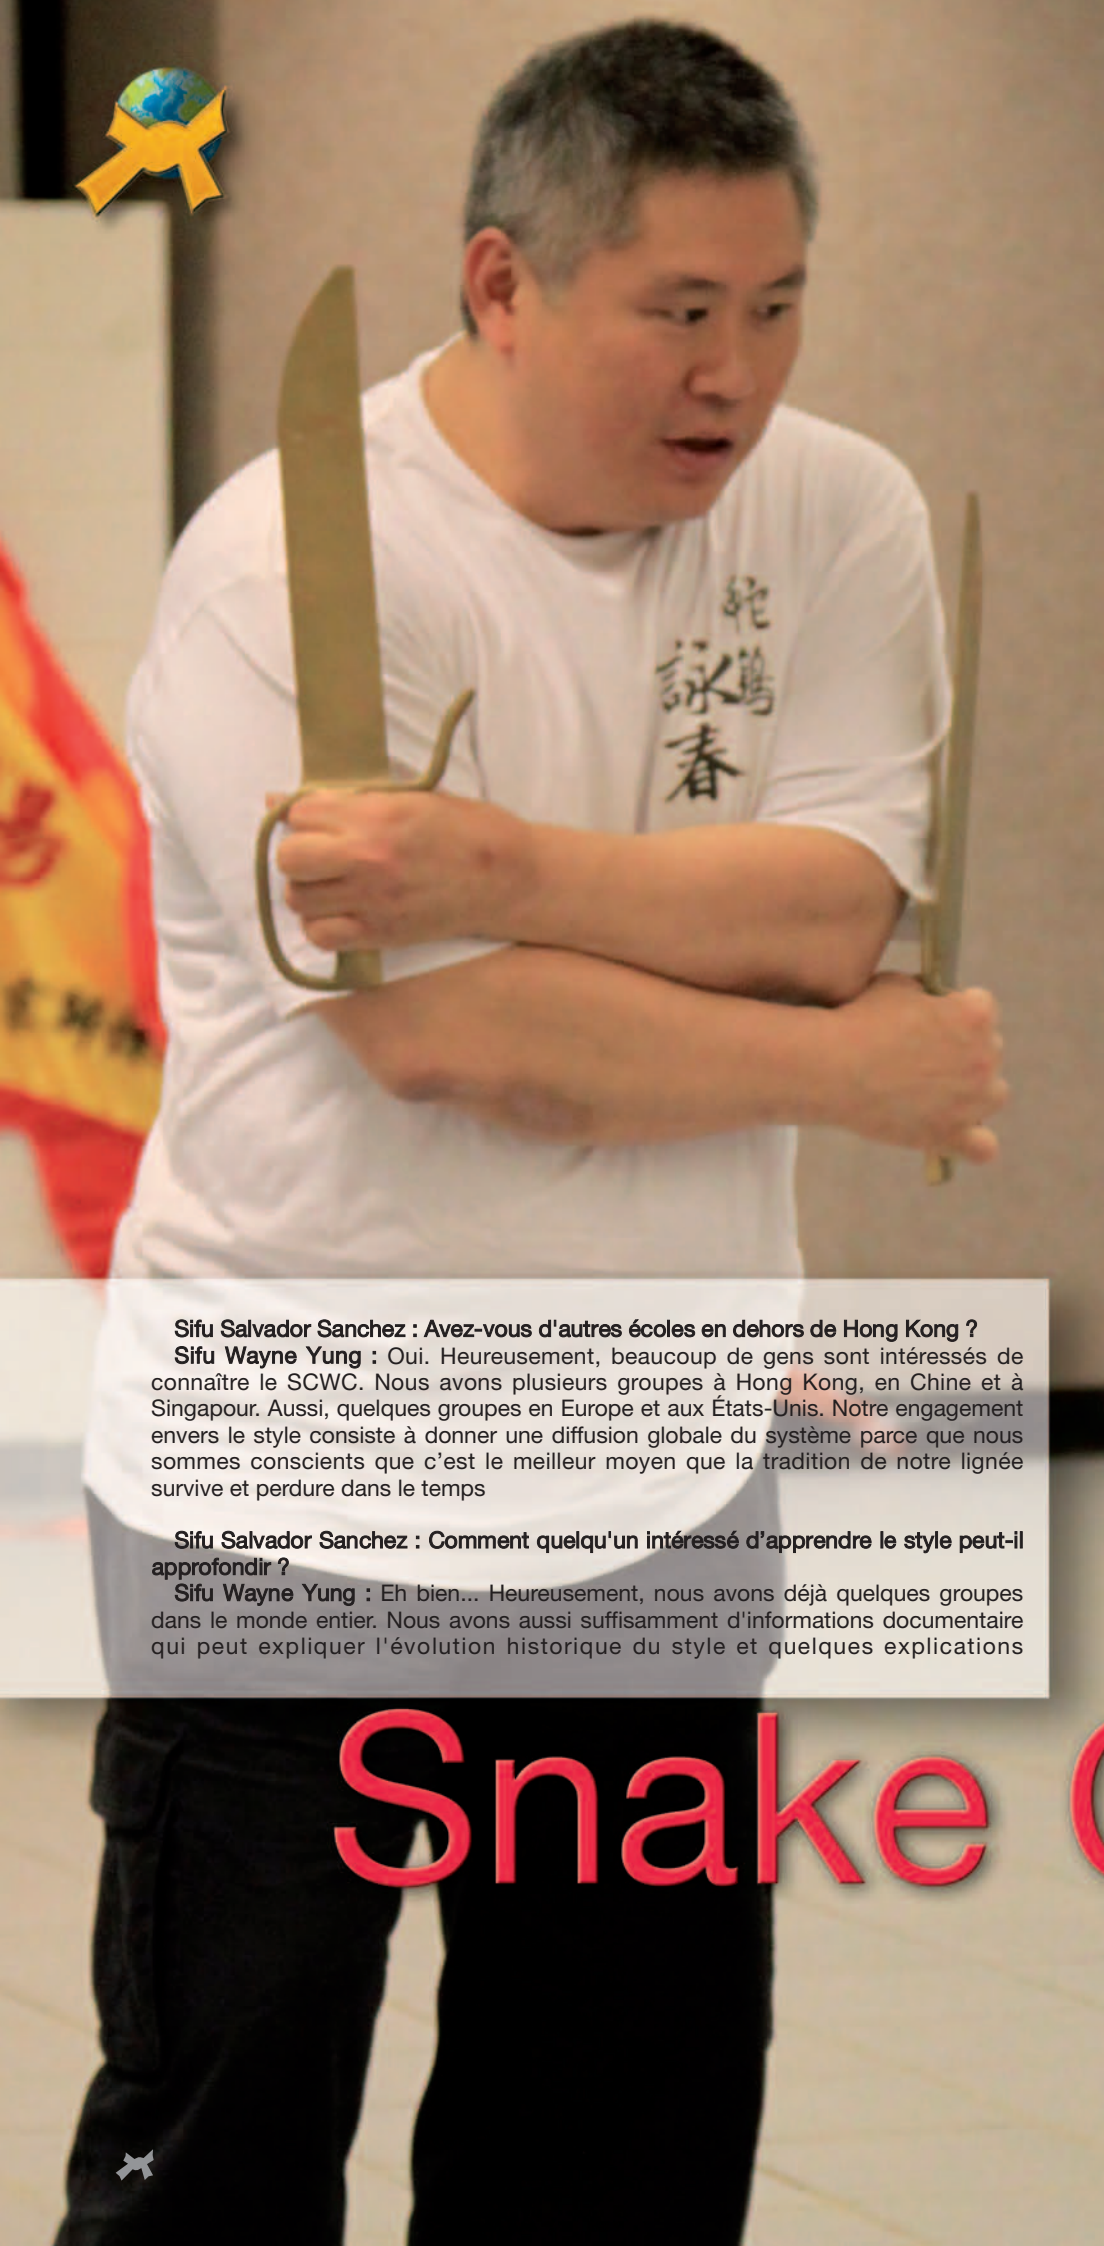 蛇
詠鶴
春
Sifu Salvador Sanchez : Avez-vous d'autres écoles en dehors de Hong Kong ?
Sifu Wayne Yung : Oui. Heureusement, beaucoup de gens sont intéressés de
connaître le SCWC. Nous avons plusieurs groupes à Hong Kong, en Chine et à
Singapour. Aussi, quelques groupes en Europe et aux États-Unis. Notre engagement
envers le style consiste à donner une diffusion globale du système parce que nous
sommes conscients que c’est le meilleur moyen que la tradition de notre lignée
survive et perdure dans le temps
Sifu Salvador Sanchez : Comment quelqu'un intéressé d’apprendre le style peut-il
approfondir ?
Sifu Wayne Yung : Eh bien... Heureusement, nous avons déjà quelques groupes
dans le monde entier. Nous avons aussi suffisamment d'informations documentaire
qui peut expliquer l'évolution historique du style et quelques explications
Snake